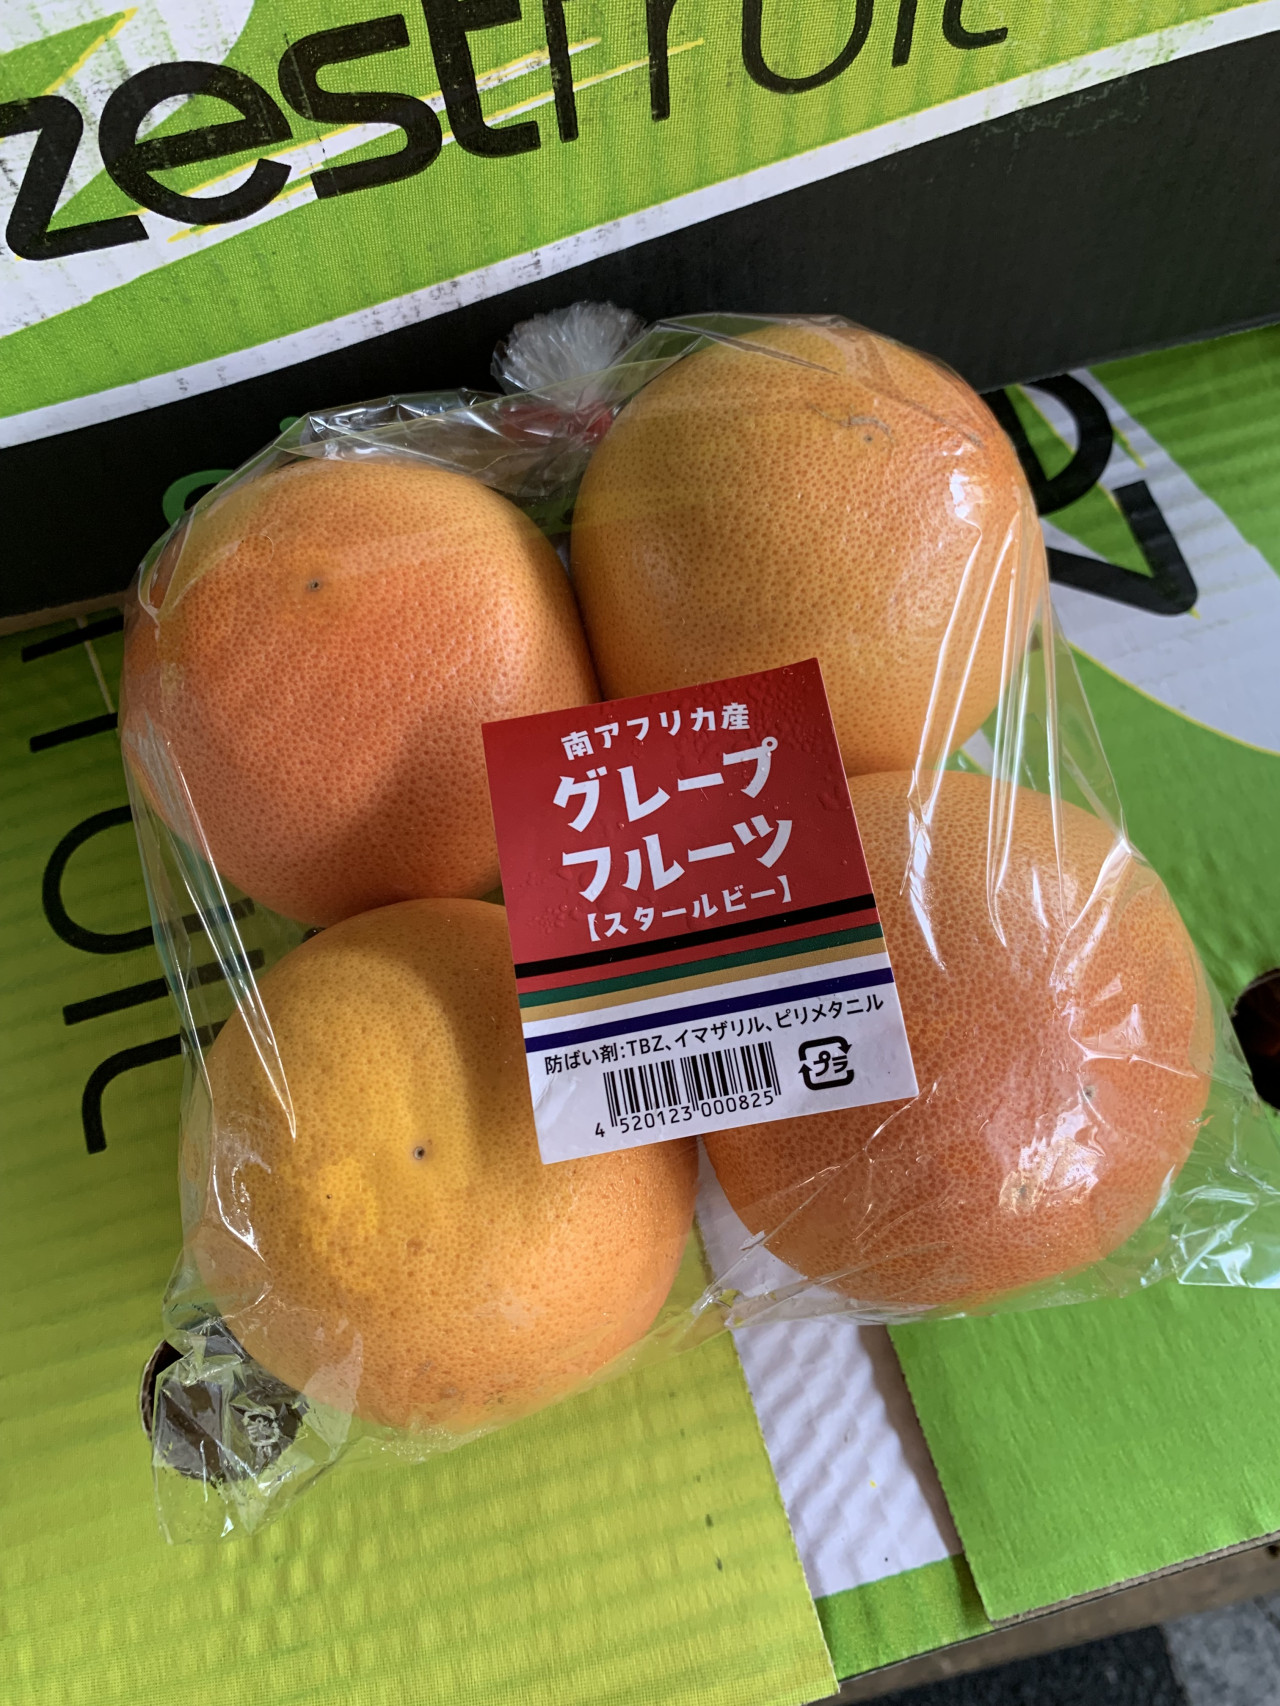 zestfruit
南アフリカ産
グレープ
フルーツ
【スタールビー】
防ばい剤:TBZ、イマザリル、ピリメタニル
プラ
4 520123 000825